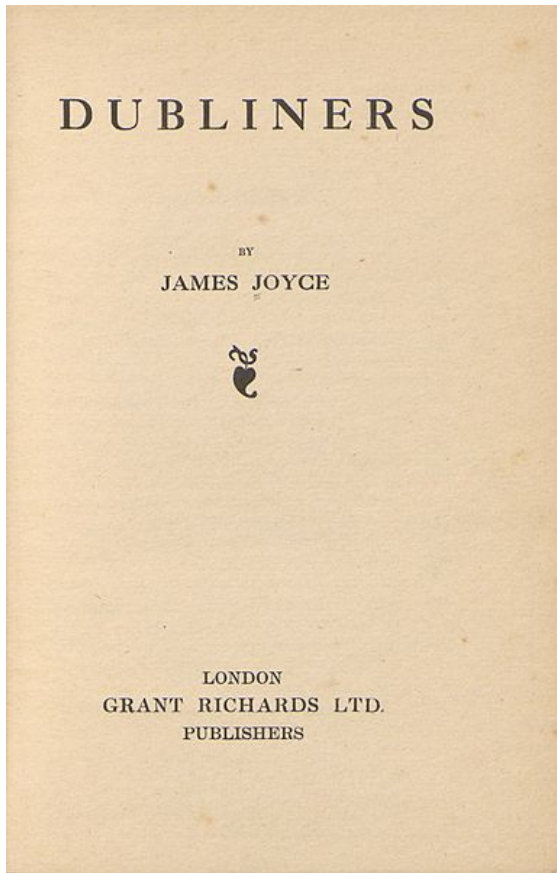 DUBLINERS
BY
JAMES JOYCE
LONDON
GRANT RICHARDS LTD.
PUBLISHERS